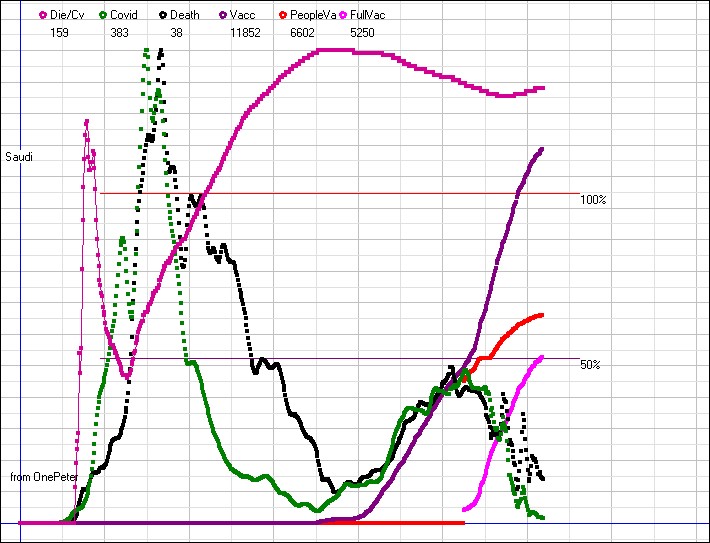 Die/Cv Covid Death Vacc PeopleVa FullVac
159 383 38 11852 6602 5250
Saudi
100%
50%
from OnePeter